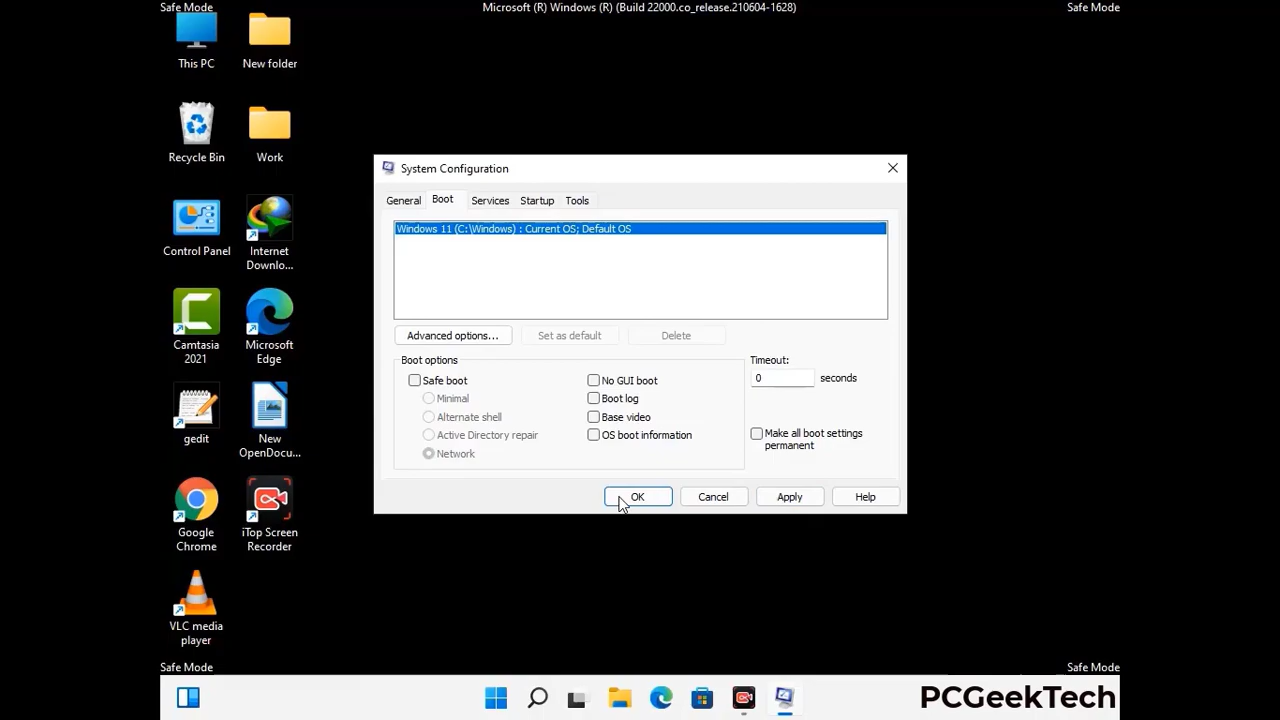 Safe Mode
Microsoft (R) Windows (R) (Build 22000.co_release.210604-1628)
Safe Mode
This PC
New folder
Recycle Bin
Work
Control Panel
Internet
Downlo...
Camtasia
2021
Microsoft
Edge
gedit
New
OpenDocu...
Google
Chrome
iTop Screen
Recorder
VLC media
player
System Configuration
General
Boot
Services
Startup
Tools
Windows 11 (C:\Windows) : Current OS; Default OS
Advanced options...
Set as default
Delete
Boot options
Safe boot
Minimal
Alternate shell
Active Directory repair
Network
No GUI boot
Boot log
Base video
OS boot information
Timeout:
0 seconds
Make all boot settings
permanent
OK
Cancel
Apply
Help
Safe Mode
Safe Mode
PCGeekTech